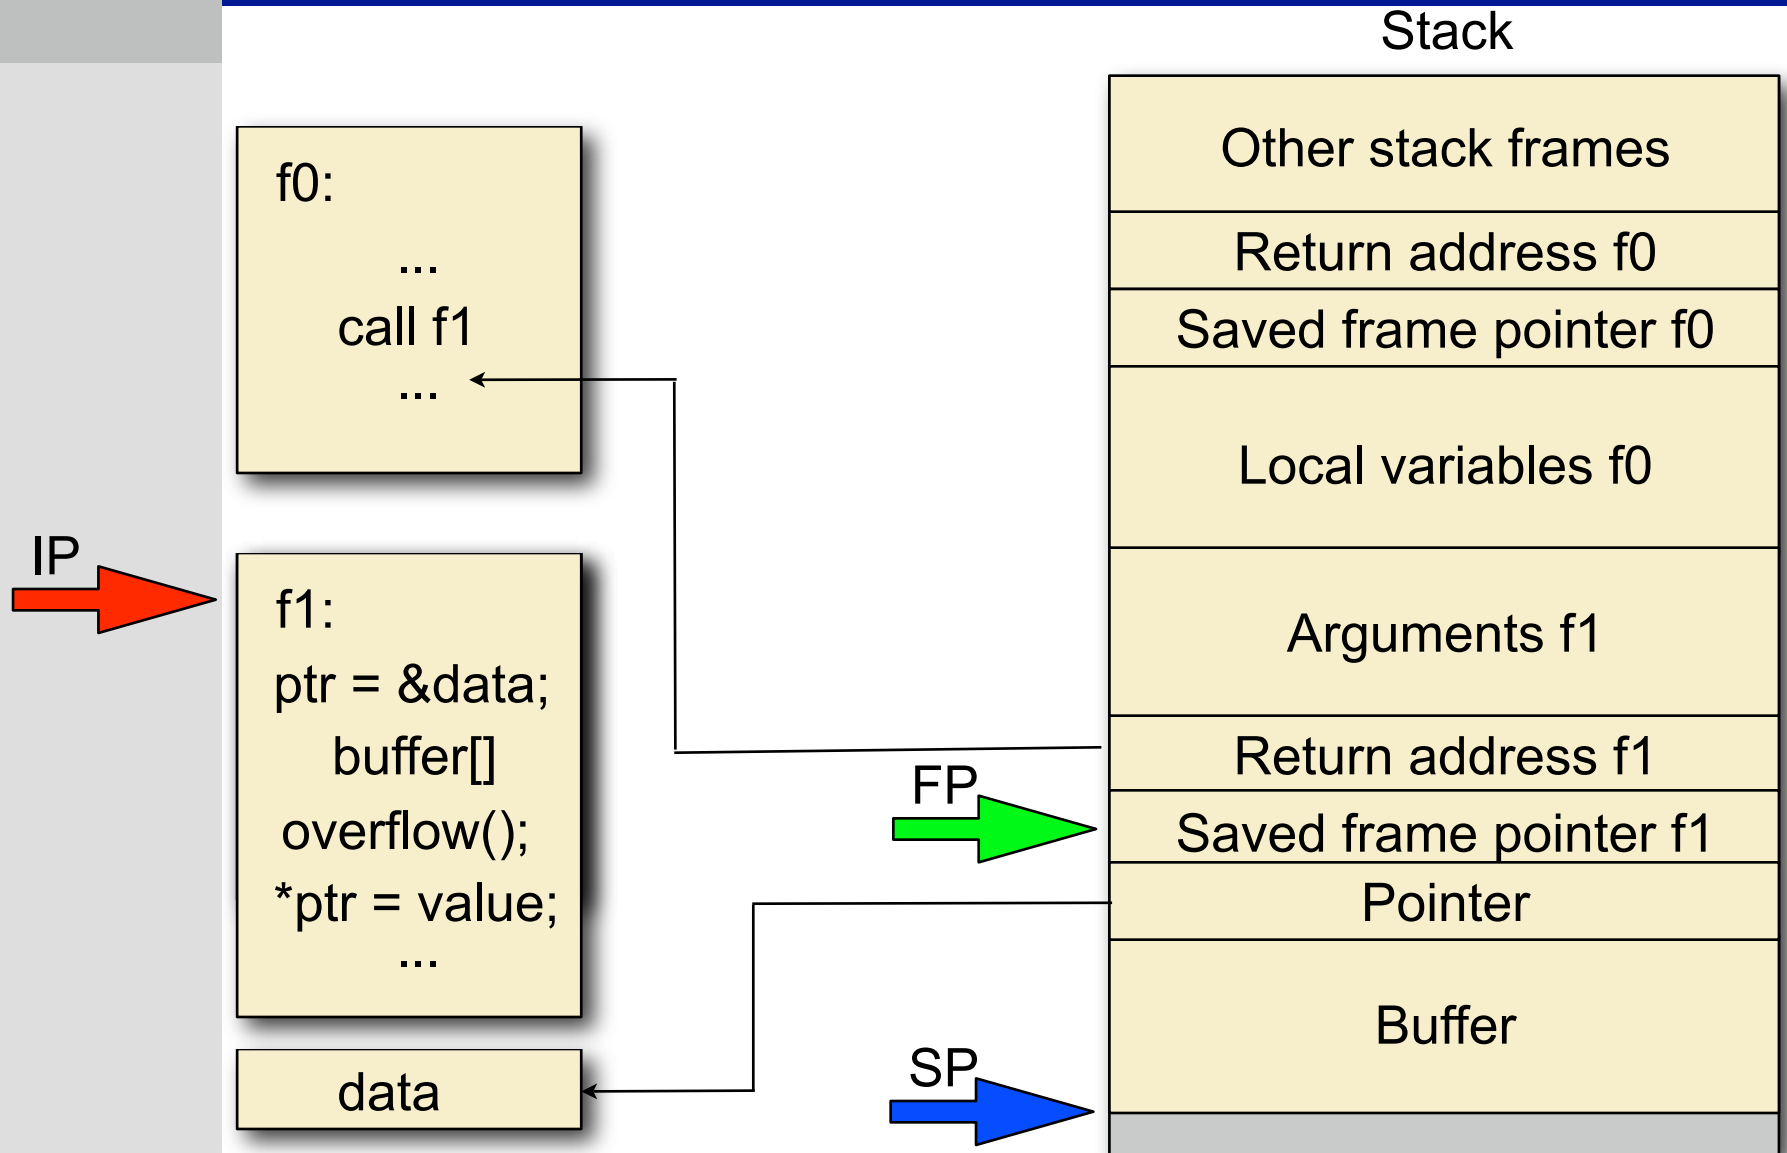 Stack
f0:
...
call f1
...
IP
f1:
ptr = &data;
buffer[]
overflow();
*ptr = value;
...
data
FP
SP
Other stack frames
Return address f0
Saved frame pointer f0
Local variables f0
Arguments f1
Return address f1
Saved frame pointer f1
Pointer
Buffer